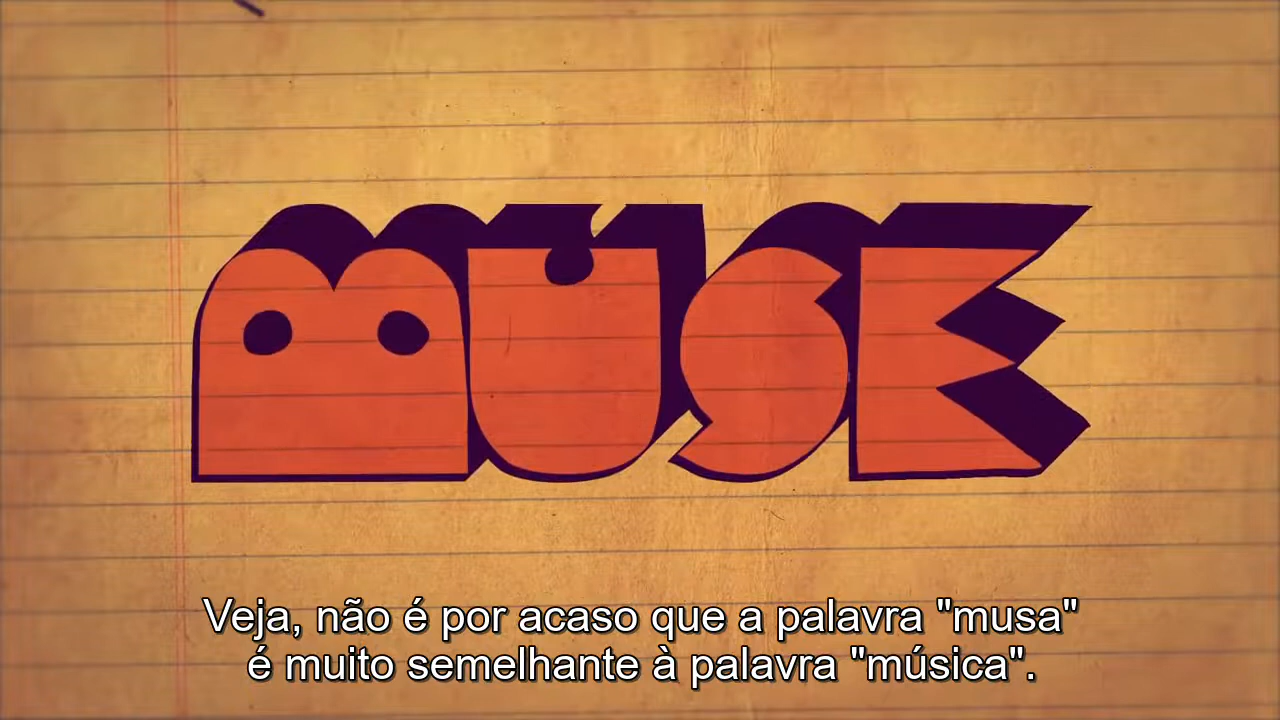 MUSE
Veja, não é por acaso que a palavra "musa"
é muito semelhante à palavra "música".